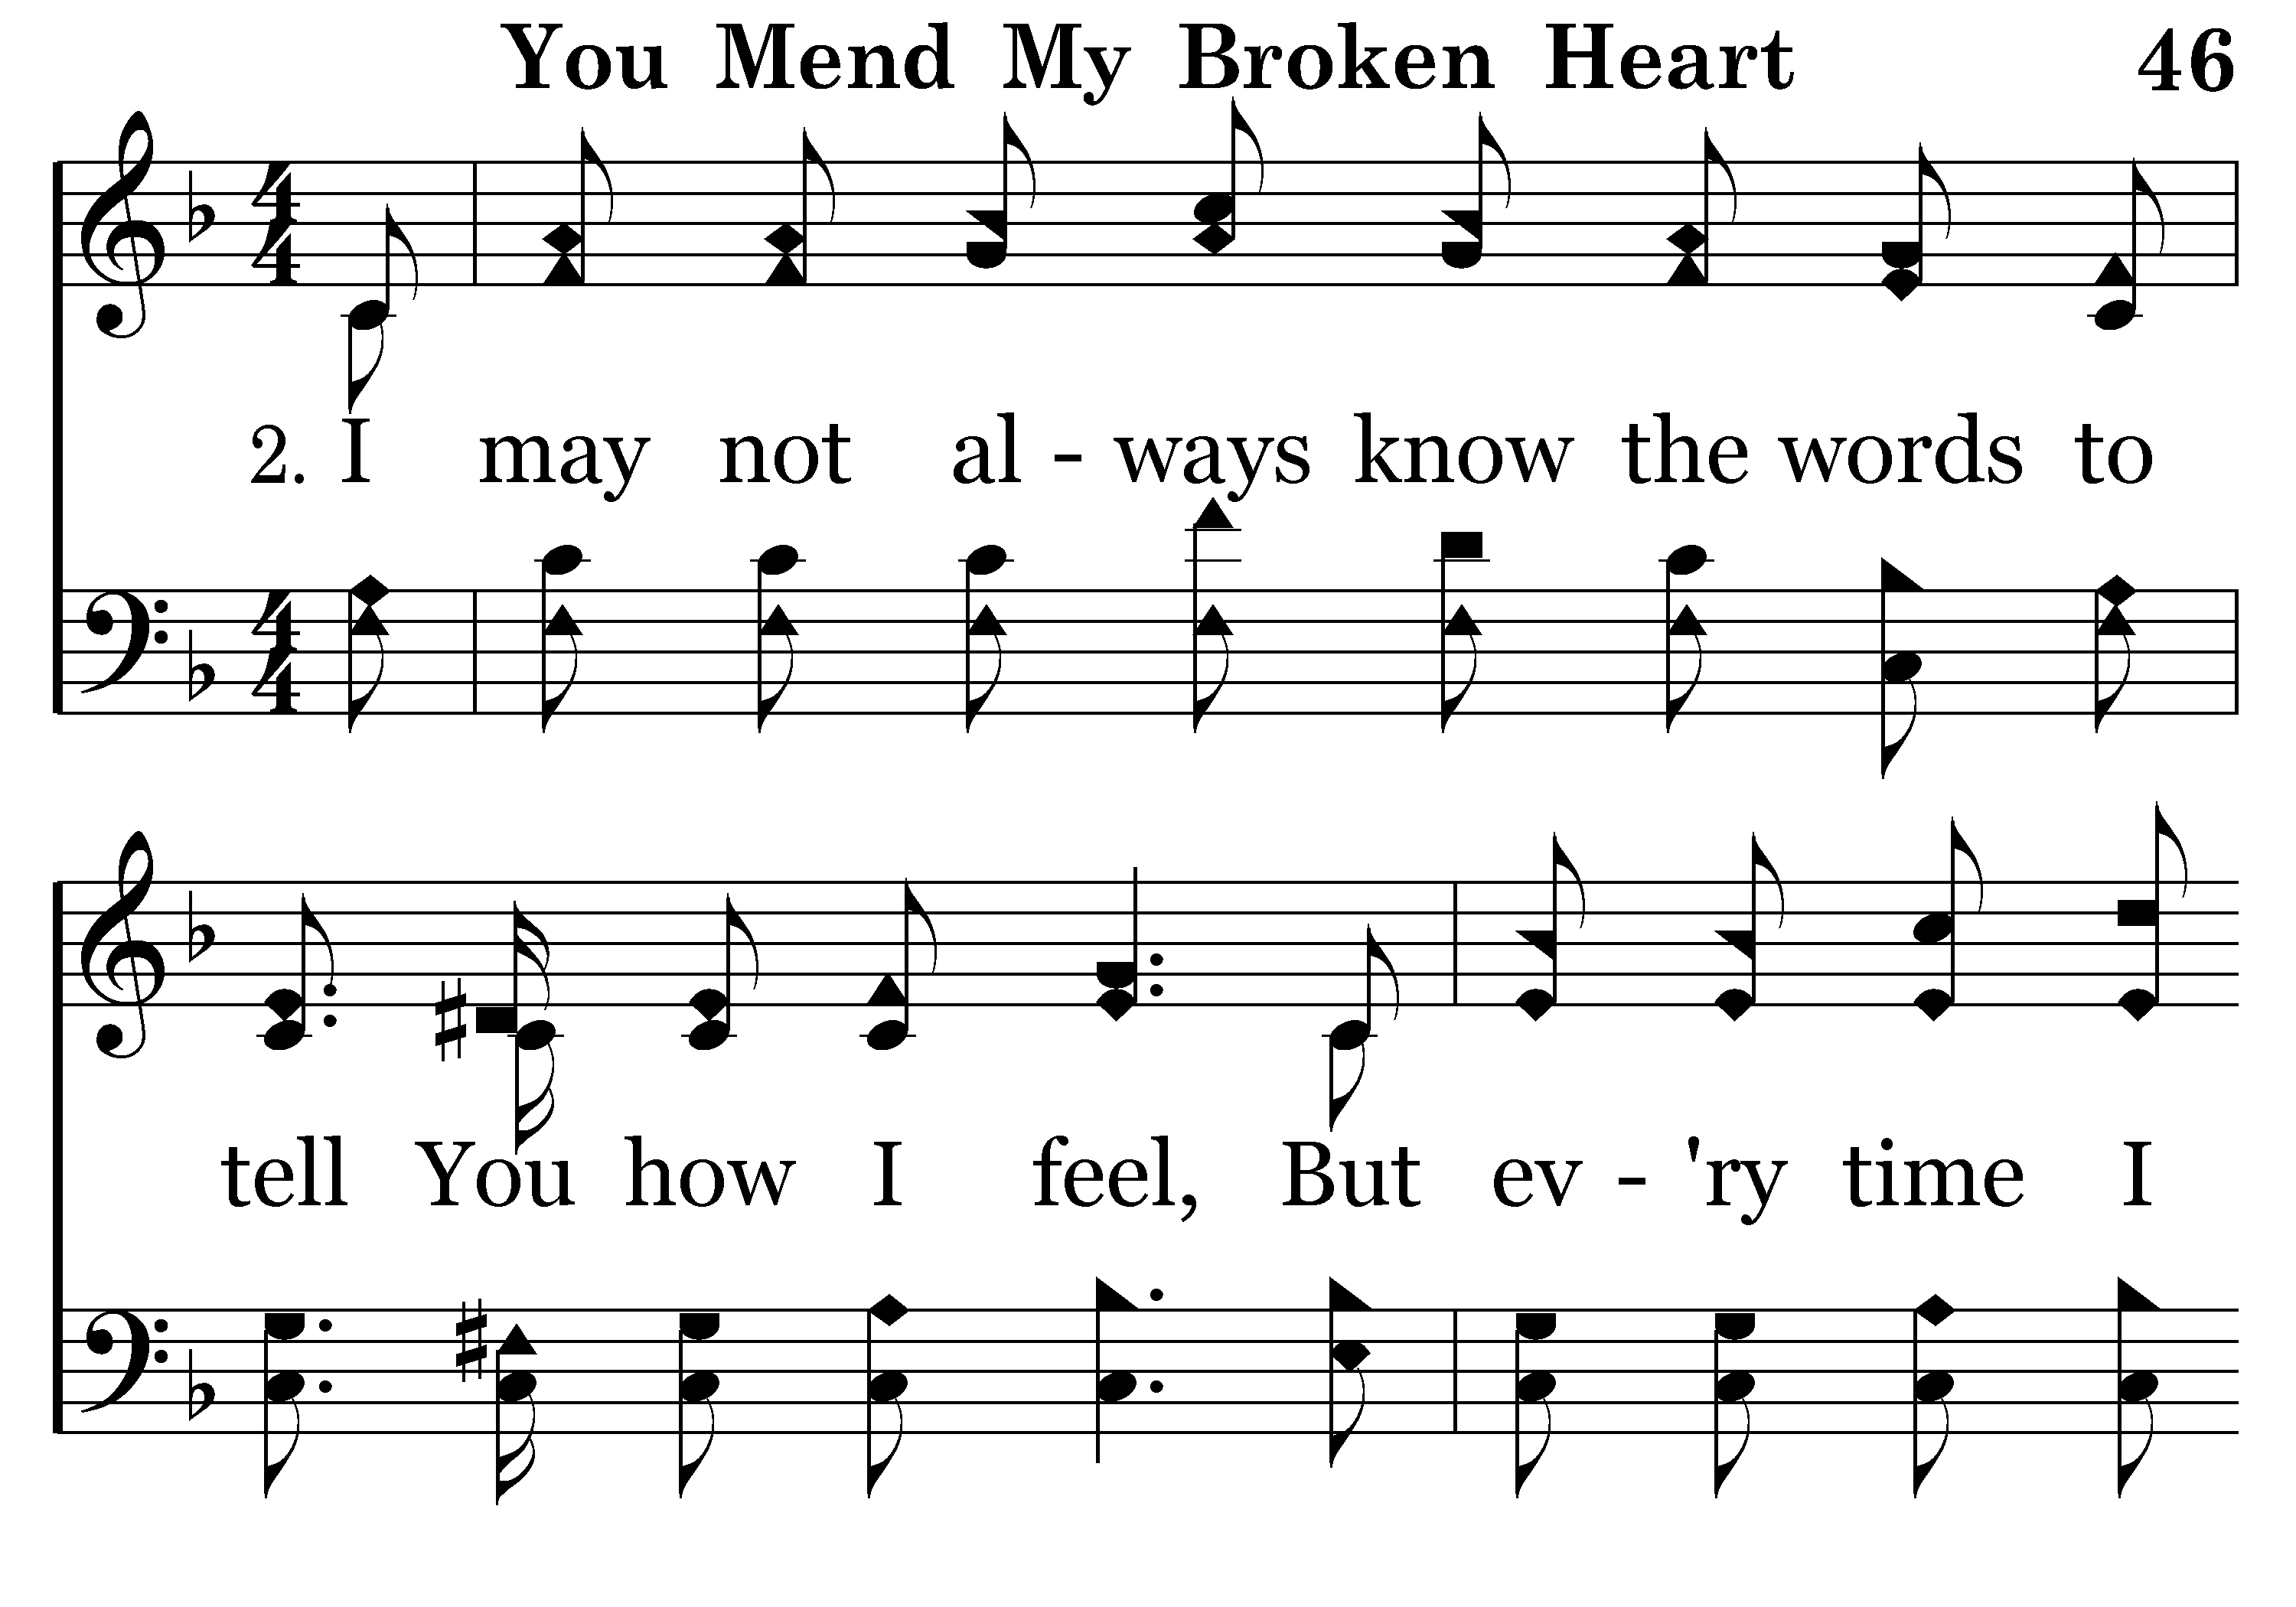 You Mend My Broken Heart 46
2. I may not al - ways know the words to
tell You how I feel, But ev - 'ry time I